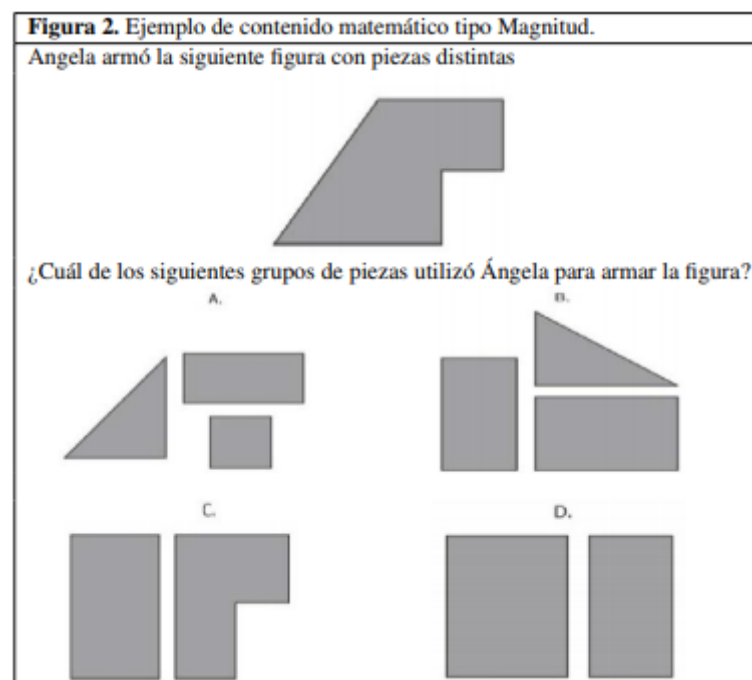 Figura 2. Ejemplo de contenido matemático tipo Magnitud.
Angela armó la siguiente figura con piezas distintas
¿Cuál de los siguientes grupos de piezas utilizó Ángela para armar la figura?
A.
B.
C.
D.